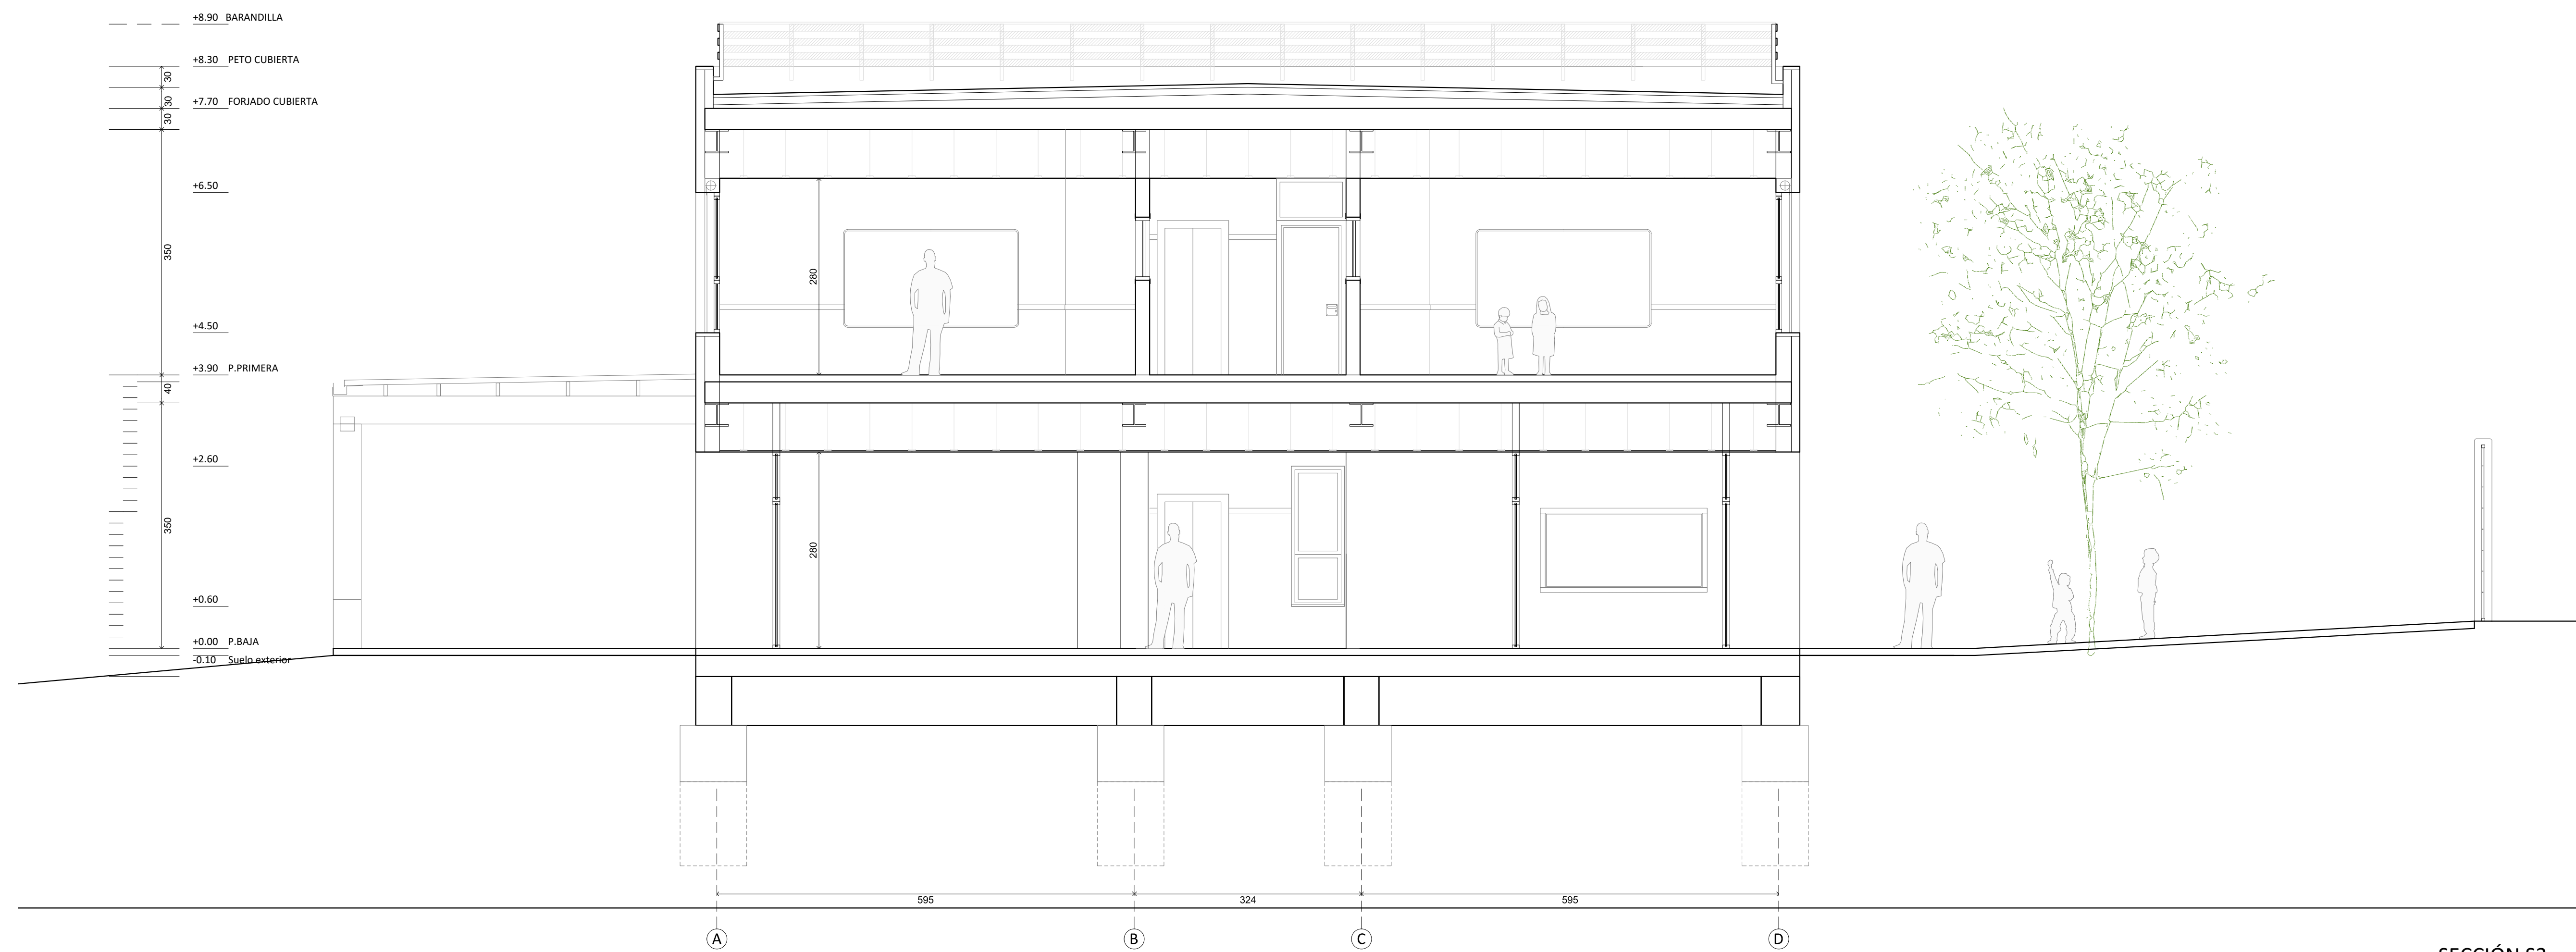 +8.90 BARANDILLA
+8.30 PETO CUBIERTA
30
30
+7.70 FORJADO CUBIERTA
30
+6.50
350
280
+4.50
+3.90 P.PRIMERA
40
+2.60
350
280
+0.60
+0.00 P.BAJA
-0.10 Suelo exterior
595 324 595
A B C D